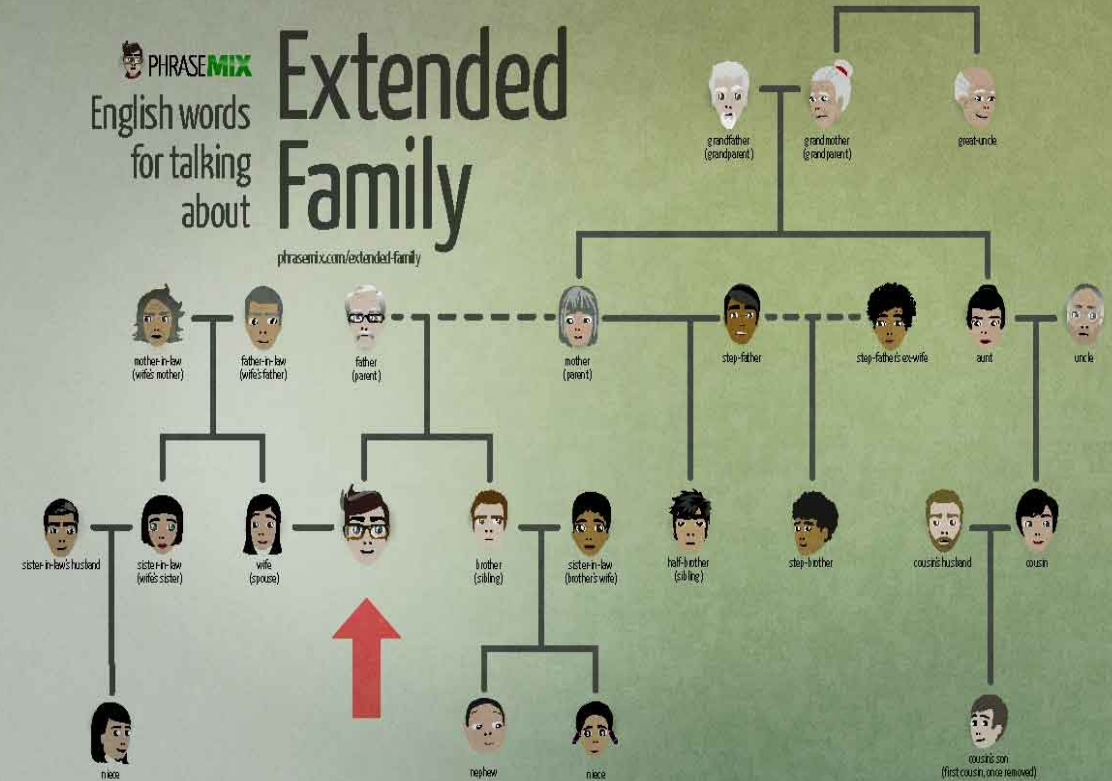 PHRASEMIX
English words
for talking
about
Extended
Family
phrasemix.com/extended-family
grandfather
(grandparent)
grandmother
(grandparent)
great-uncle
mother-in-law
(wife's mother)
father-in-law
(wife's father)
father
(parent)
mother
(parent)
step-father
step-father's ex-wife
aunt
uncle
sister-in-law's husband
sister-in-law
(wife's sister)
wife
(spouse)
brother
(sibling)
sister-in-law
(brother's wife)
half-brother
(sibling)
step-brother
cousin's husband
cousin
niece
nephew
niece
cousin's son
(first cousin, once removed)